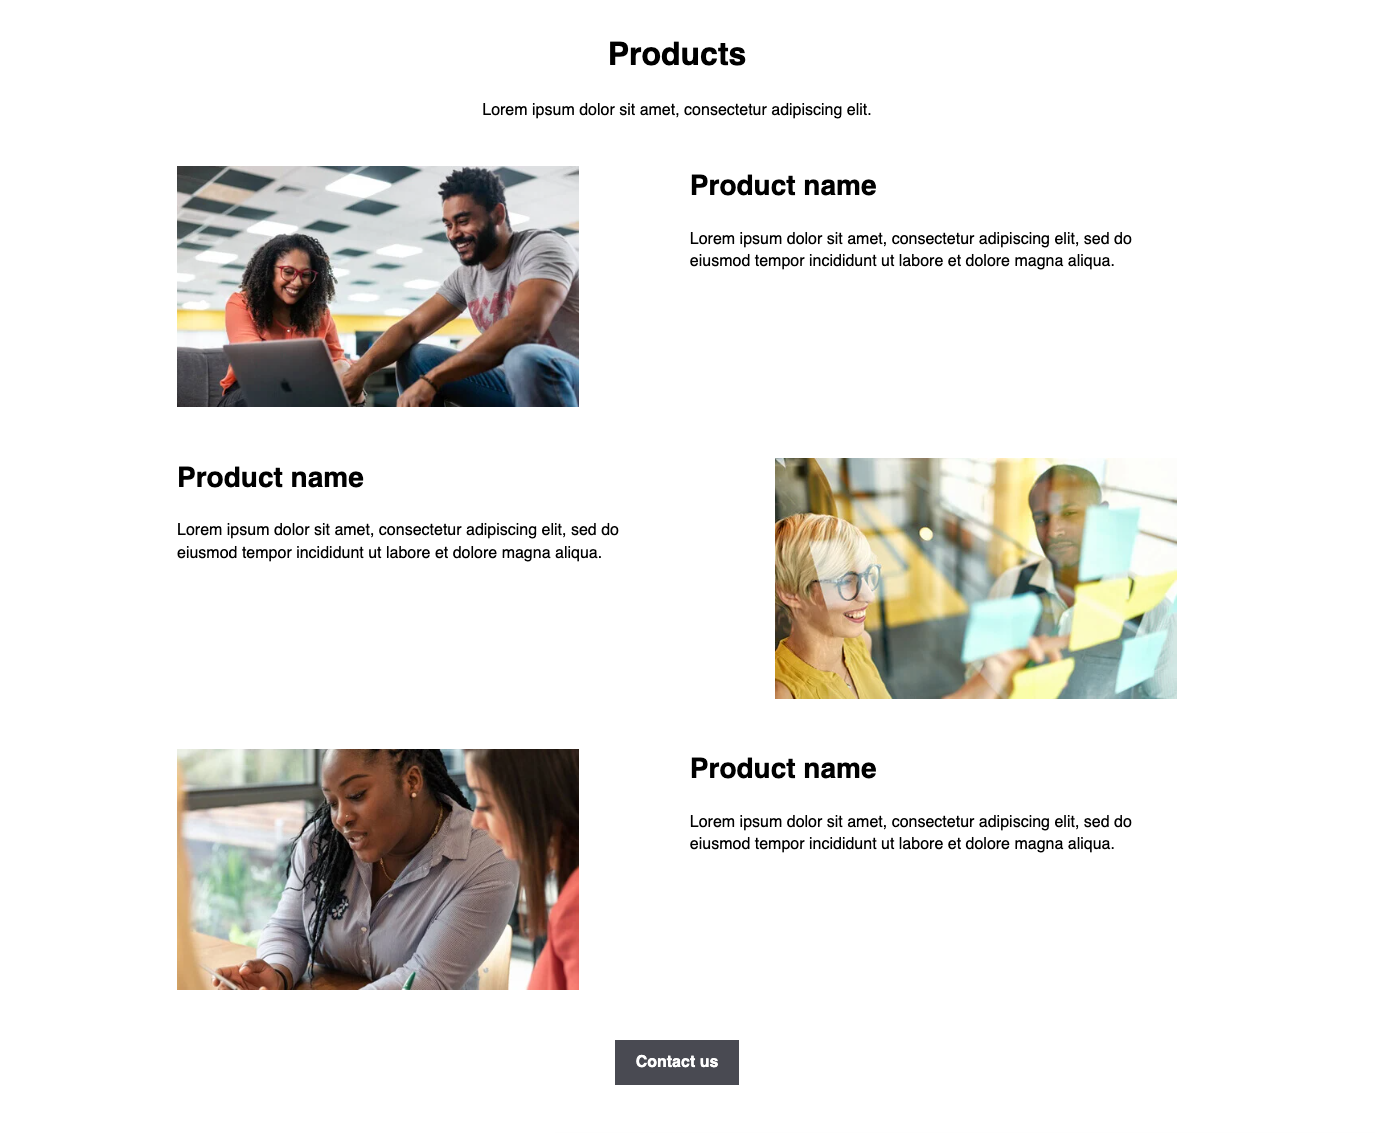 Products
Lorem ipsum dolor sit amet, consectetur adipiscing elit.
Product name
Lorem ipsum dolor sit amet, consectetur adipiscing elit, sed do
eiusmod tempor incididunt ut labore et dolore magna aliqua.
Product name
Lorem ipsum dolor sit amet, consectetur adipiscing elit, sed do
eiusmod tempor incididunt ut labore et dolore magna aliqua.
Product name
Lorem ipsum dolor sit amet, consectetur adipiscing elit, sed do
eiusmod tempor incididunt ut labore et dolore magna aliqua.
Contact us